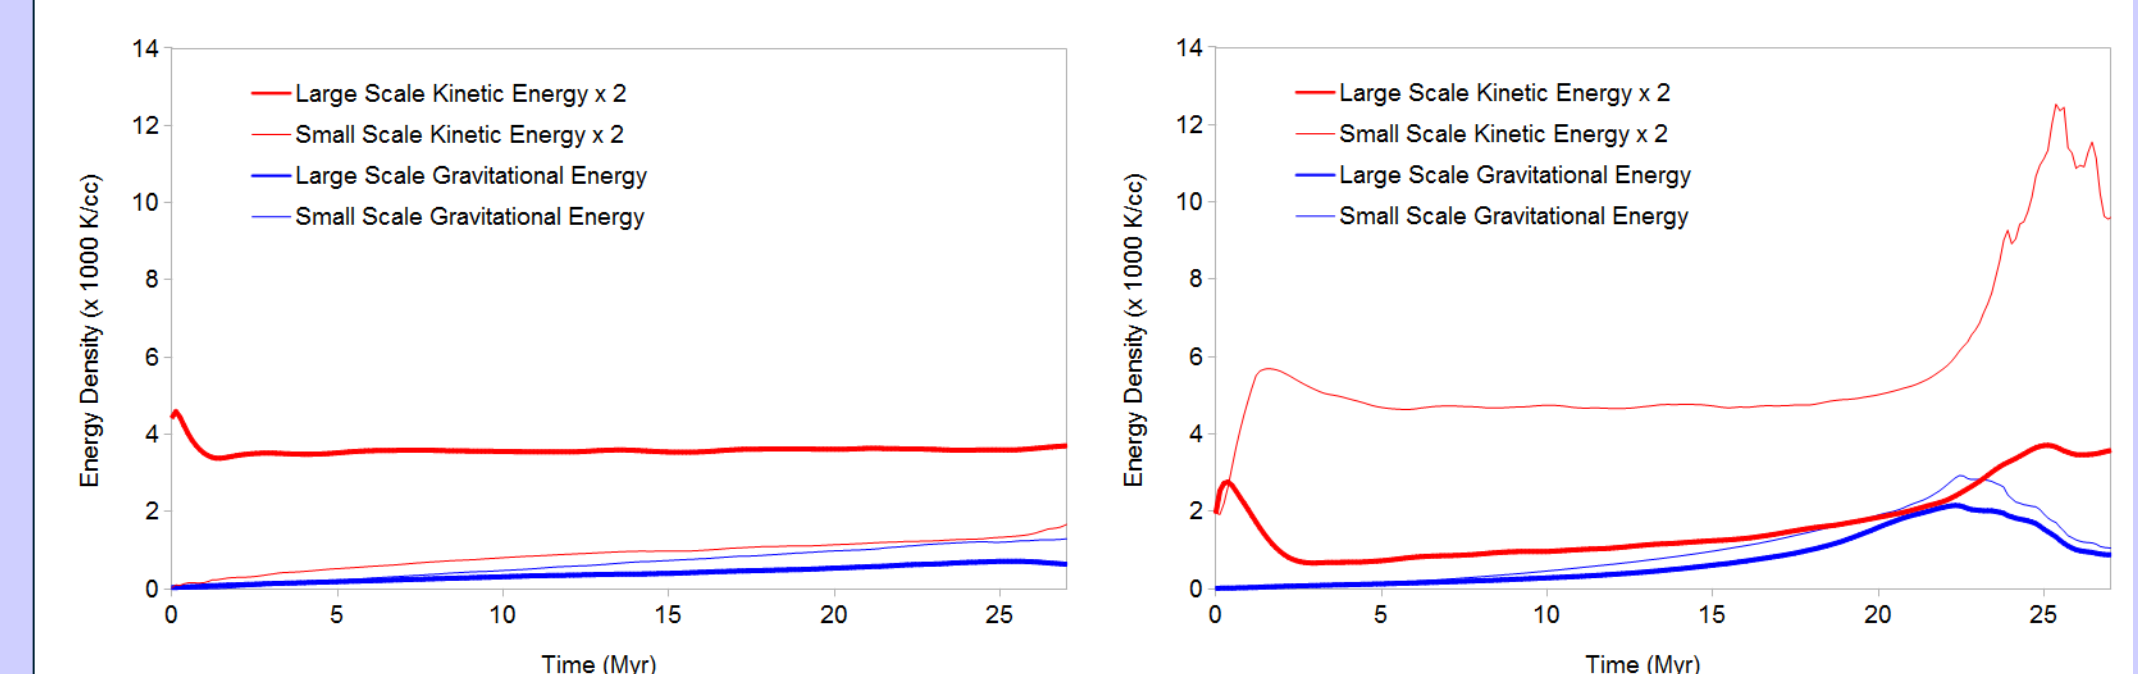 14
12
10
8
6
4
2
0
Energy Density (x 1000 K/cc)
Large Scale Kinetic Energy x 2
Small Scale Kinetic Energy x 2
Large Scale Gravitational Energy
Small Scale Gravitational Energy
0 5 10 15 20 25
Time (Myr)
14
12
10
8
6
4
2
0
Energy Density (x 1000 K/cc)
Large Scale Kinetic Energy x 2
Small Scale Kinetic Energy x 2
Large Scale Gravitational Energy
Small Scale Gravitational Energy
0 5 10 15 20 25
Time (Myr)